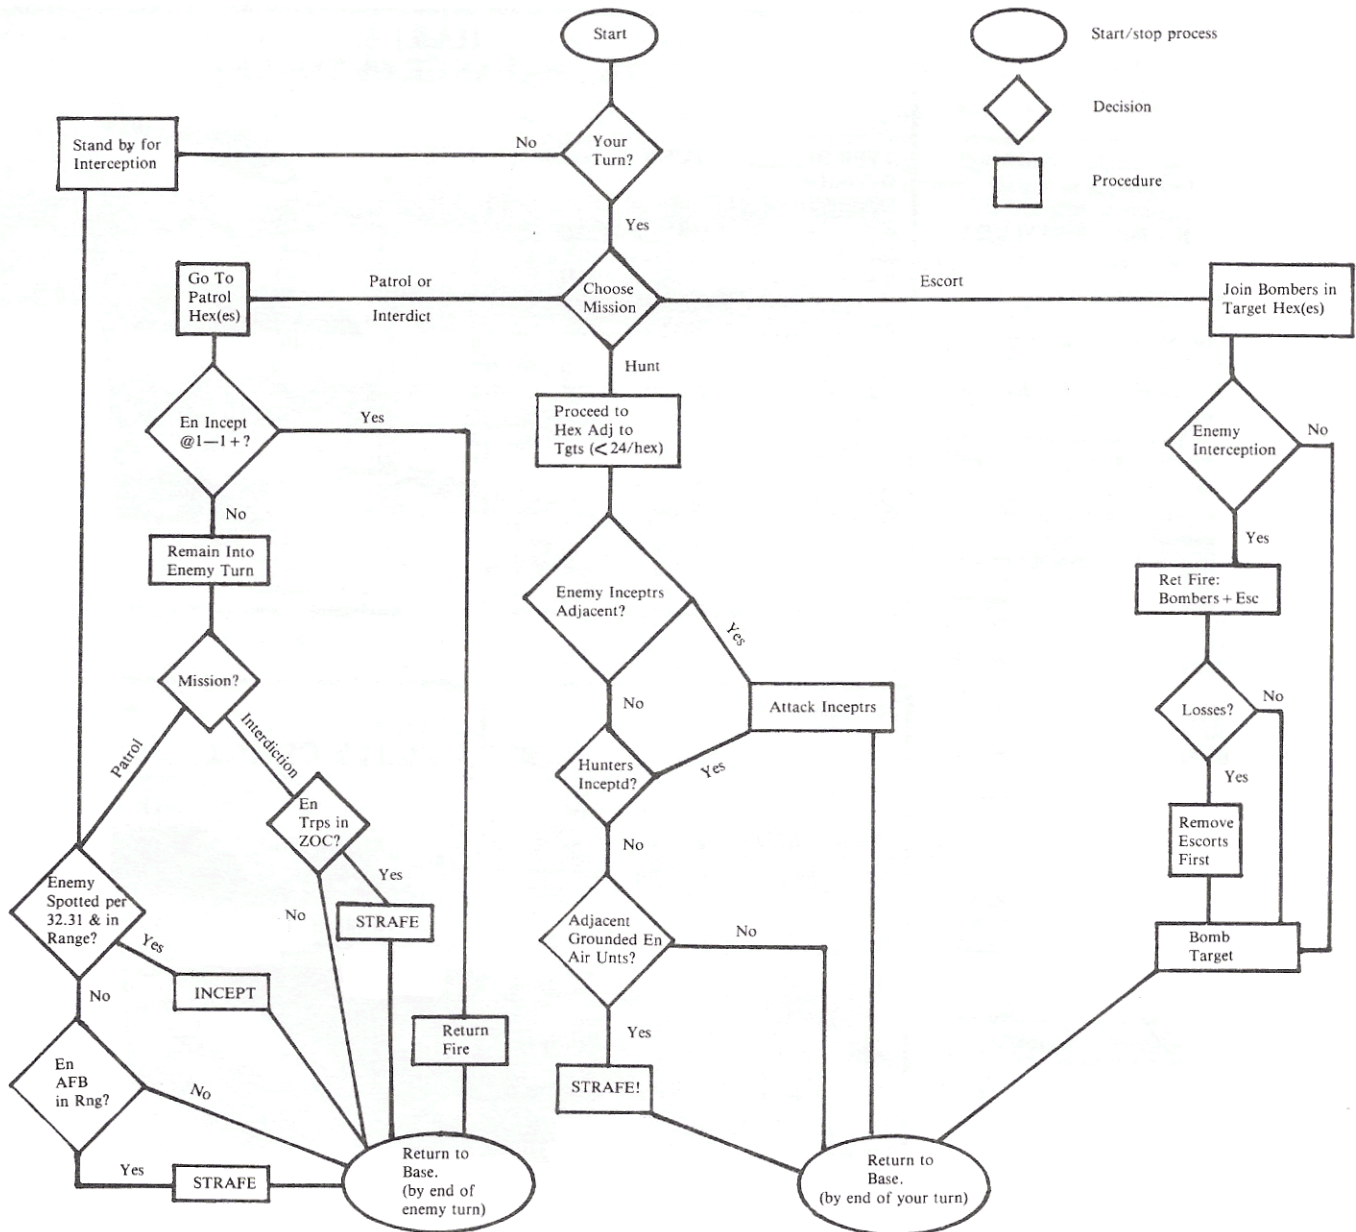 Start
Start/stop process
Decision
Procedure
Your
Turn?
No
Yes
Stand by for
Interception
Choose
Mission
Patrol or
Interdict
Escort
Hunt
Go To
Patrol
Hex(es)
Join Bombers in
Target Hex(es)
En Incept
@1—1+?
Yes
No
Remain Into
Enemy Turn
Mission?
Patrol
Interdiction
En
Trps in
ZOC?
Yes
No
STRAFE
Enemy
Spotted per
32.31 & in
Range?
Yes
No
INCEPT
En
AFB
in Rng?
No
Yes
STRAFE
Return
Fire
Return to
Base.
(by end of
enemy turn)
Proceed to
Hex Adj to
Tgts (<24/hex)
Enemy Inceptrs
Adjacent?
Yes
No
Attack Inceptrs
Hunters
Inceptd?
Yes
No
Adjacent
Grounded En
Air Unts?
No
Yes
STRAFE!
Return to
Base.
(by end of your turn)
Enemy
Interception
No
Yes
Ret Fire:
Bombers + Esc
Losses?
No
Yes
Remove
Escorts
First
Bomb
Target